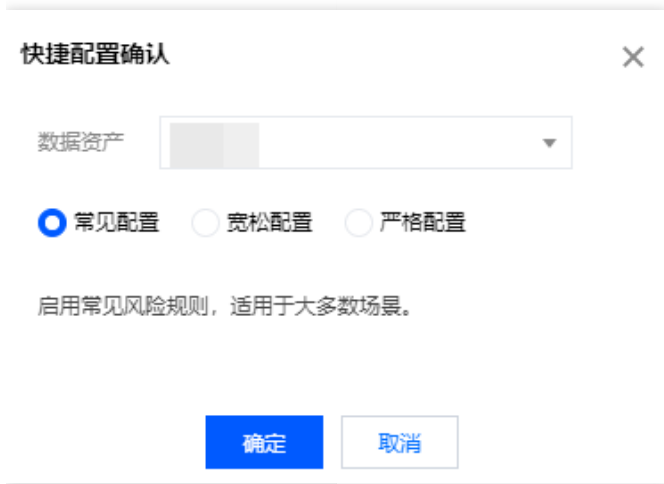 快捷配置确认
数据资产
常见配置 宽松配置 严格配置
启用常见风险规则，适用于大多数场景。
确定 取消